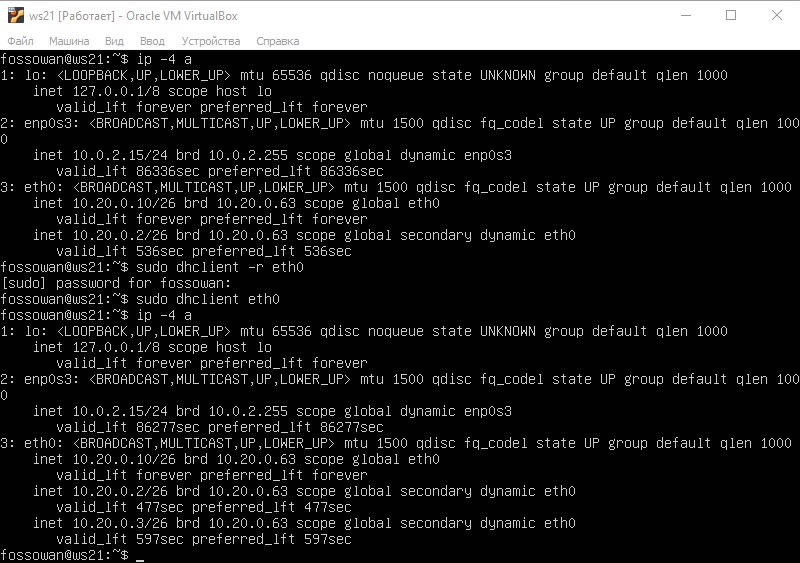 ws21 [Работает] - Oracle VM VirtualBox
Файл Машина Вид Ввод Устройства Справка
fossowan@ws21:~$ ip -4 a
1: lo: <LOOPBACK,UP,LOWER_UP> mtu 65536 qdisc noqueue state UNKNOWN group default qlen 1000
    inet 127.0.0.1/8 scope host lo
       valid_lft forever preferred_lft forever
2: enp0s3: <BROADCAST,MULTICAST,UP,LOWER_UP> mtu 1500 qdisc fq_codel state UP group default qlen 100
0
    inet 10.0.2.15/24 brd 10.0.2.255 scope global dynamic enp0s3
       valid_lft 86336sec preferred_lft 86336sec
3: eth0: <BROADCAST,MULTICAST,UP,LOWER_UP> mtu 1500 qdisc fq_codel state UP group default qlen 1000
    inet 10.20.0.10/26 brd 10.20.0.63 scope global eth0
       valid_lft forever preferred_lft forever
    inet 10.20.0.2/26 brd 10.20.0.63 scope global secondary dynamic eth0
       valid_lft 536sec preferred_lft 536sec
fossowan@ws21:~$ sudo dhclient -r eth0
[sudo] password for fossowan:
fossowan@ws21:~$ sudo dhclient eth0
fossowan@ws21:~$ ip -4 a
1: lo: <LOOPBACK,UP,LOWER_UP> mtu 65536 qdisc noqueue state UNKNOWN group default qlen 1000
    inet 127.0.0.1/8 scope host lo
       valid_lft forever preferred_lft forever
2: enp0s3: <BROADCAST,MULTICAST,UP,LOWER_UP> mtu 1500 qdisc fq_codel state UP group default qlen 100
0
    inet 10.0.2.15/24 brd 10.0.2.255 scope global dynamic enp0s3
       valid_lft 86277sec preferred_lft 86277sec
3: eth0: <BROADCAST,MULTICAST,UP,LOWER_UP> mtu 1500 qdisc fq_codel state UP group default qlen 1000
    inet 10.20.0.10/26 brd 10.20.0.63 scope global eth0
       valid_lft forever preferred_lft forever
    inet 10.20.0.2/26 brd 10.20.0.63 scope global secondary dynamic eth0
       valid_lft 477sec preferred_lft 477sec
    inet 10.20.0.3/26 brd 10.20.0.63 scope global secondary dynamic eth0
       valid_lft 597sec preferred_lft 597sec
fossowan@ws21:~$ _